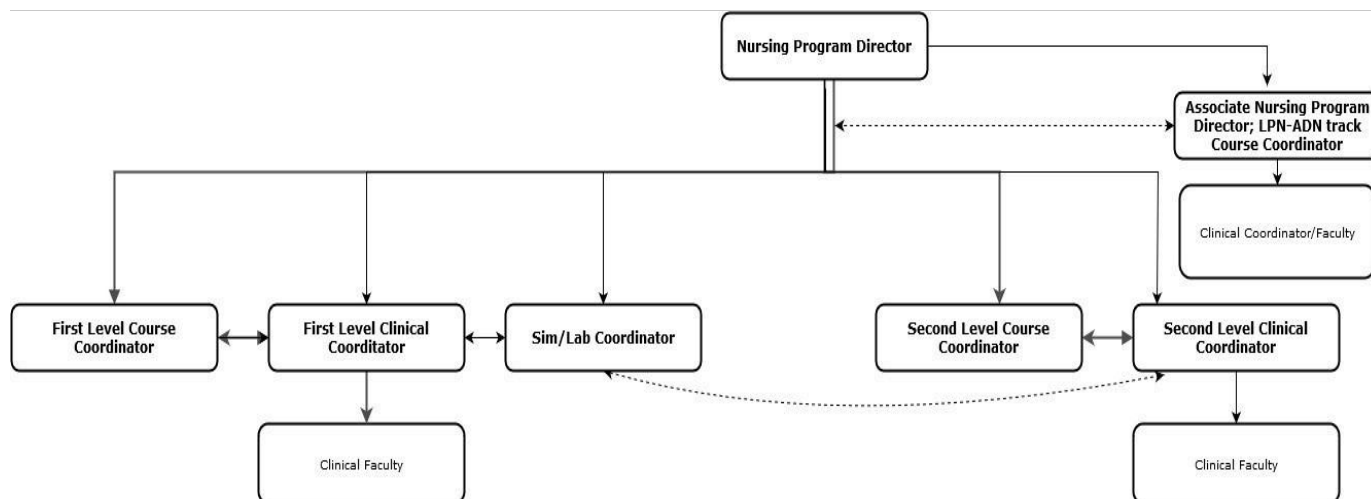 Nursing Program Director
Associate Nursing Program
Director; LPN-ADN track
Course Coordinator
Clinical Coordinator/Faculty
First Level Course
Coordinator
First Level Clinical
Coorditator
Sim/Lab Coordinator
Second Level Course
Coordinator
Second Level Clinical
Coordinator
Clinical Faculty
Clinical Faculty